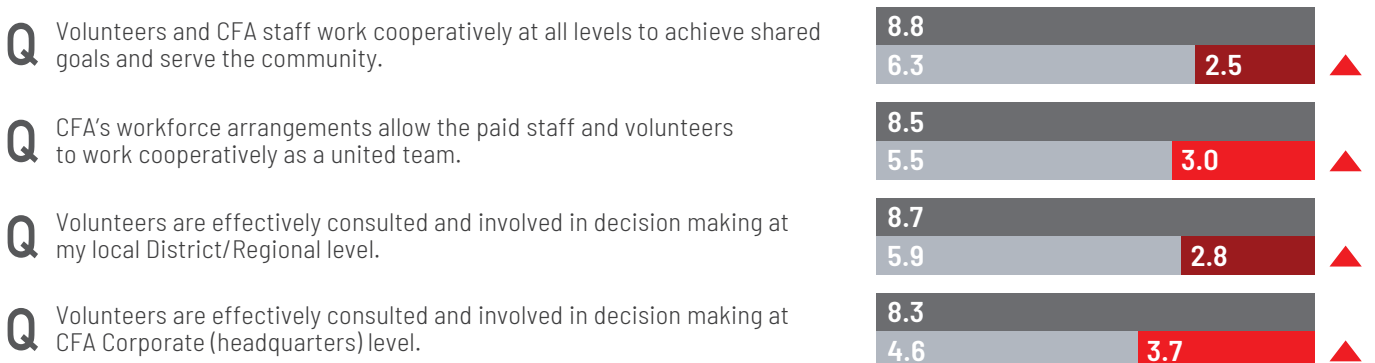 Q Volunteers and CFA staff work cooperatively at all levels to achieve shared
goals and serve the community.
8.8
6.3 2.5
Q CFA’s workforce arrangements allow the paid staff and volunteers
to work cooperatively as a united team.
8.5
5.5 3.0
Q Volunteers are effectively consulted and involved in decision making at
my local District/Regional level.
8.7
5.9 2.8
Q Volunteers are effectively consulted and involved in decision making at
CFA Corporate (headquarters) level.
8.3
4.6 3.7